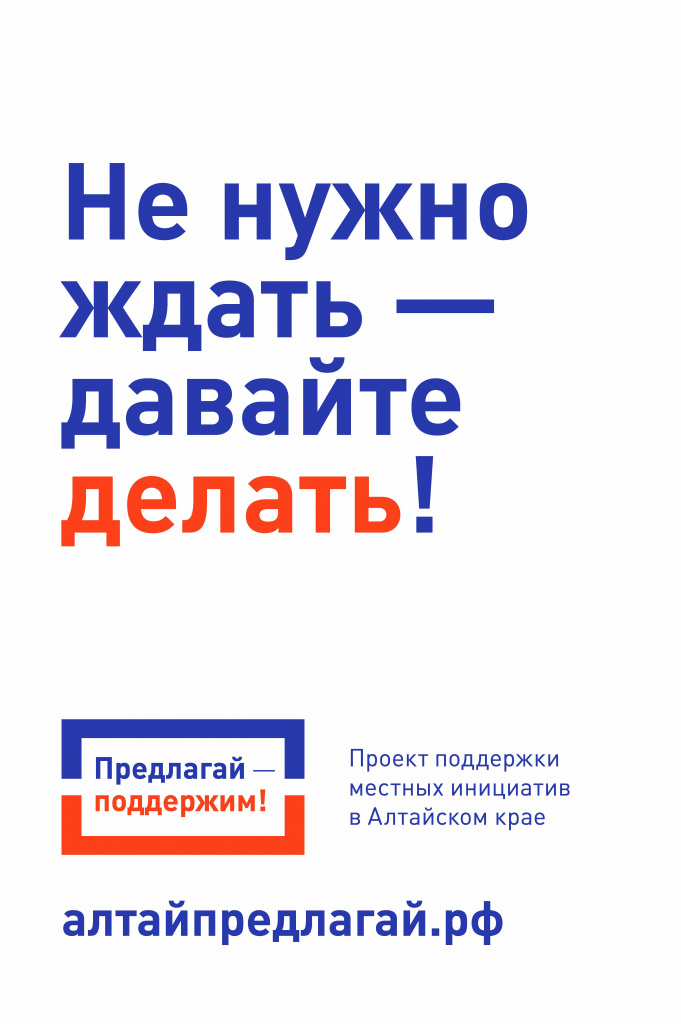 Не нужно
ждать —
давайте
делать!
Предлагай —
поддержим!
Проект поддержки
местных инициатив
в Алтайском крае
алтайпредлагай.рф